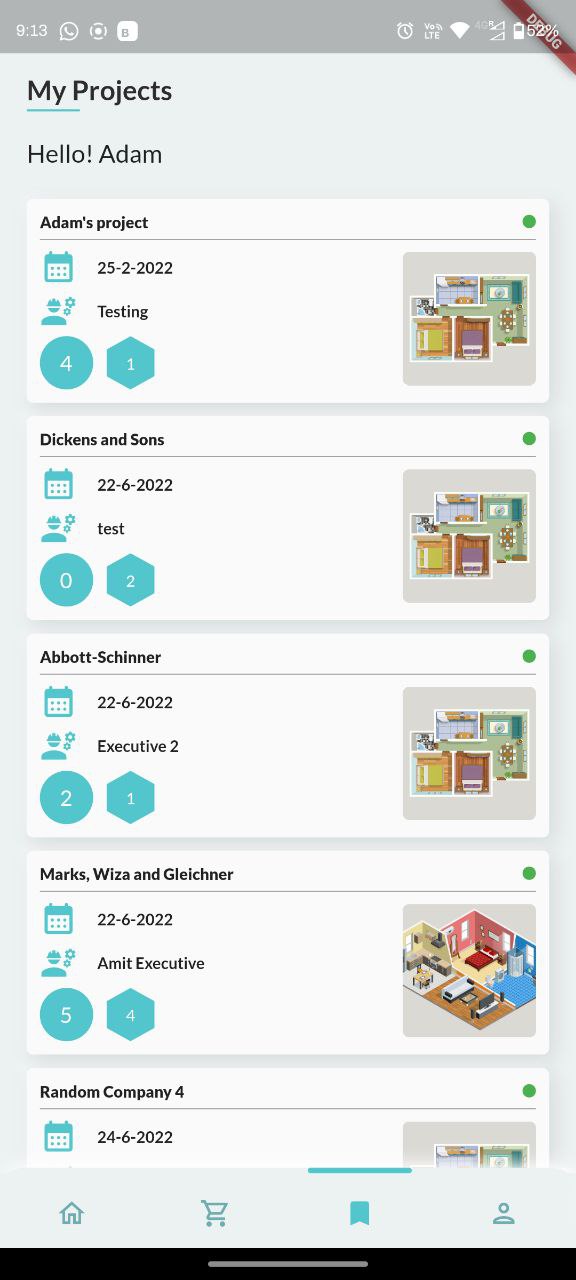 9:13
B
Vo))
LTE
4G
R
52%
DEBUG
My Projects
Hello! Adam
Adam's project
25-2-2022
Testing
4
1
Dickens and Sons
22-6-2022
test
0
2
Abbott-Schinner
22-6-2022
Executive 2
2
1
Marks, Wiza and Gleichner
22-6-2022
Amit Executive
5
4
Random Company 4
24-6-2022